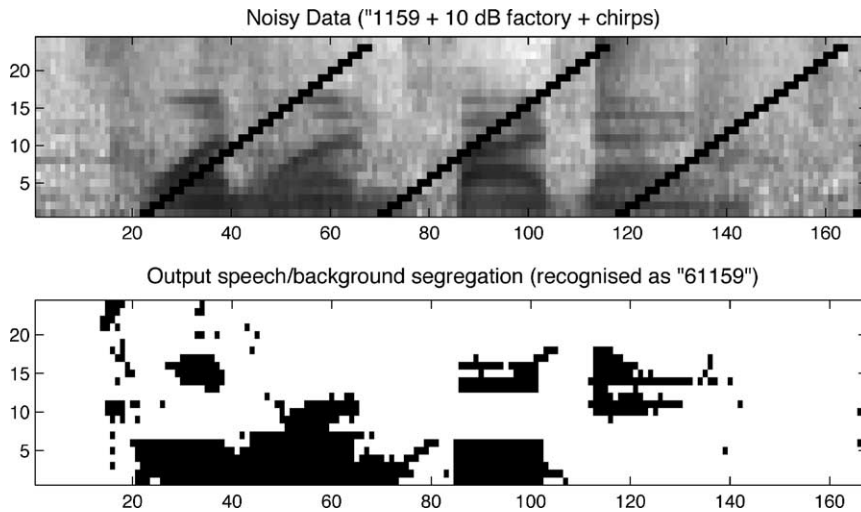 Noisy Data ("1159 + 10 dB factory + chirps)
20
15
10
5
20 40 60 80 100 120 140 160
Output speech/background segregation (recognised as "61159")
20
15
10
5
20 40 60 80 100 120 140 160